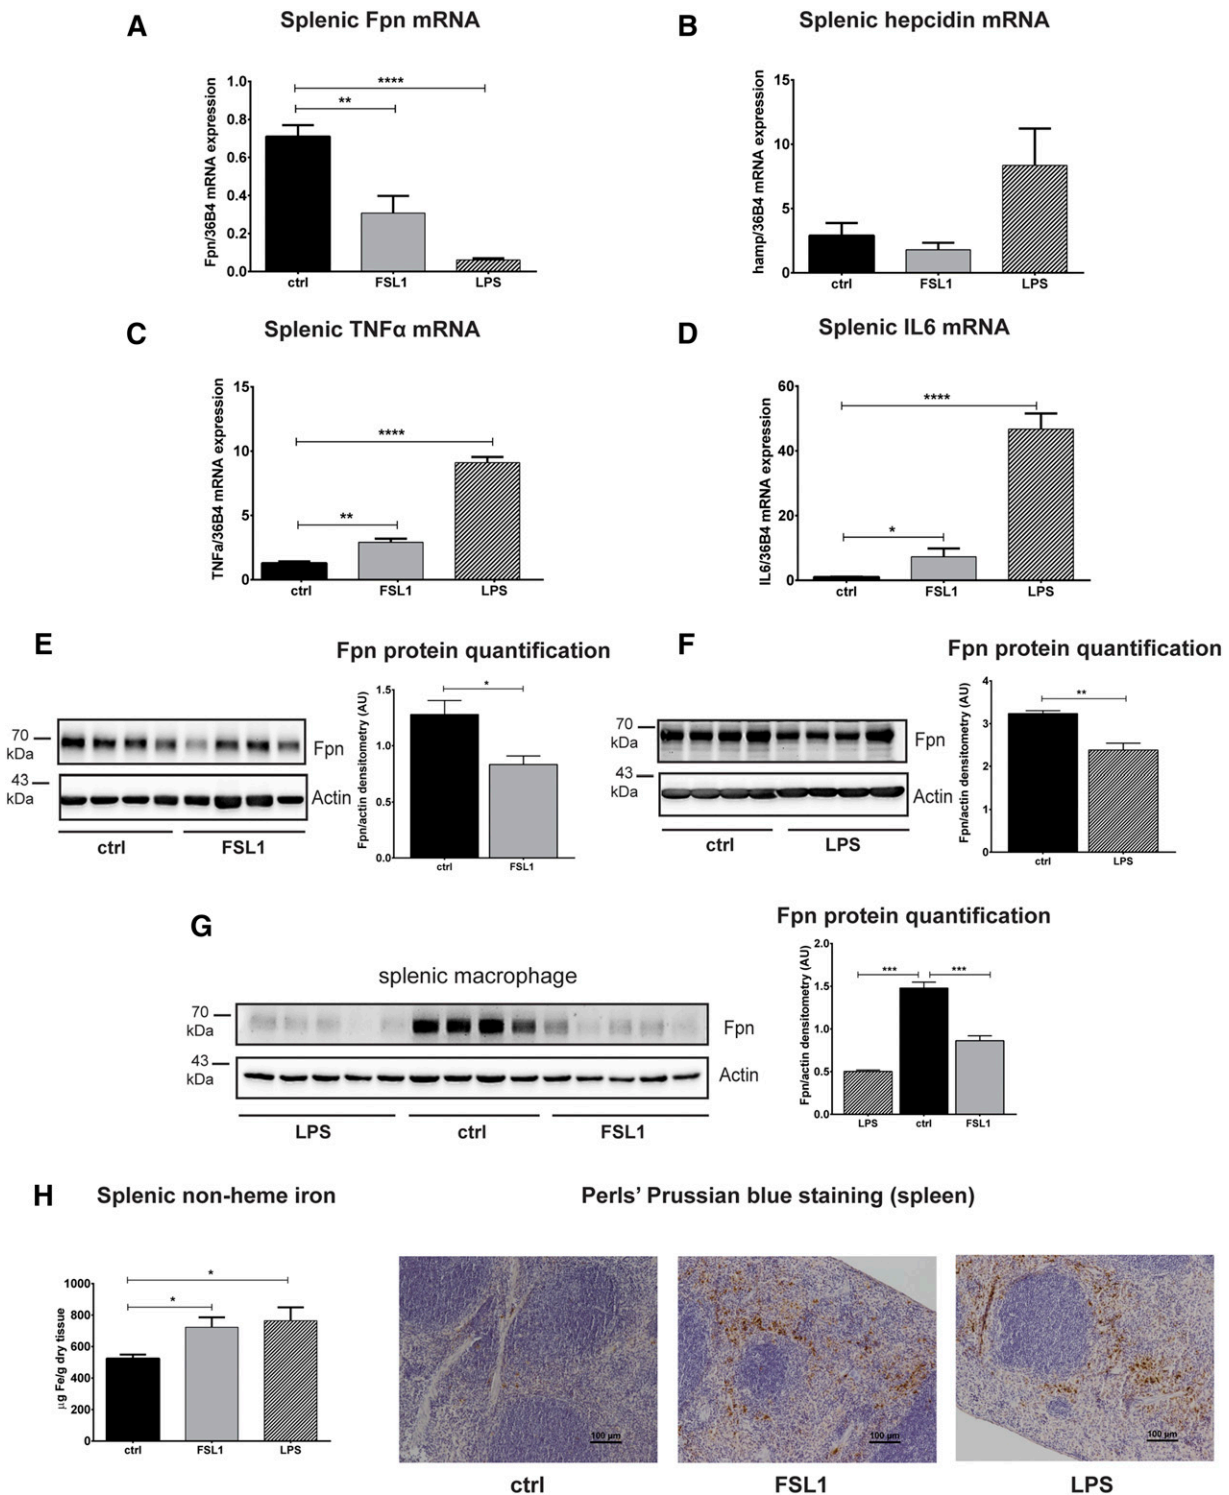 A
Splenic Fpn mRNA
Fpn/36B4 mRNA expression
1.0
0.8
0.6
0.4
0.2
0.0
****
**
ctrl
FSL1
LPS
B
Splenic hepcidin mRNA
hamp/36B4 mRNA expression
15
10
5
0
ctrl
FSL1
LPS
C
Splenic TNFα mRNA
TNFa/36B4 mRNA expression
15
10
5
0
****
**
ctrl
FSL1
LPS
D
Splenic IL6 mRNA
IL6/36B4 mRNA expression
60
40
20
0
****
*
ctrl
FSL1
LPS
E
70
kDa
Fpn
43
kDa
Actin
ctrl
FSL1
Fpn protein quantification
Fpn/actin densitometry (AU)
1.5
1.0
0.5
0.0
*
ctrl
FSL1
F
70
kDa
Fpn
43
kDa
Actin
ctrl
LPS
Fpn protein quantification
Fpn/actin densitometry (AU)
4
3
2
1
0
**
ctrl
LPS
G
splenic macrophage
70
kDa
Fpn
43
kDa
Actin
LPS
ctrl
FSL1
Fpn protein quantification
Fpn/actin densitometry (AU)
2.0
1.5
1.0
0.5
0.0
***
***
LPS
ctrl
FSL1
H
Splenic non-heme iron
µg Fe/g dry tissue
1000
800
600
400
200
0
*
*
ctrl
FSL1
LPS
Perls’ Prussian blue staining (spleen)
100 µm
100 µm
100 µm
ctrl
FSL1
LPS